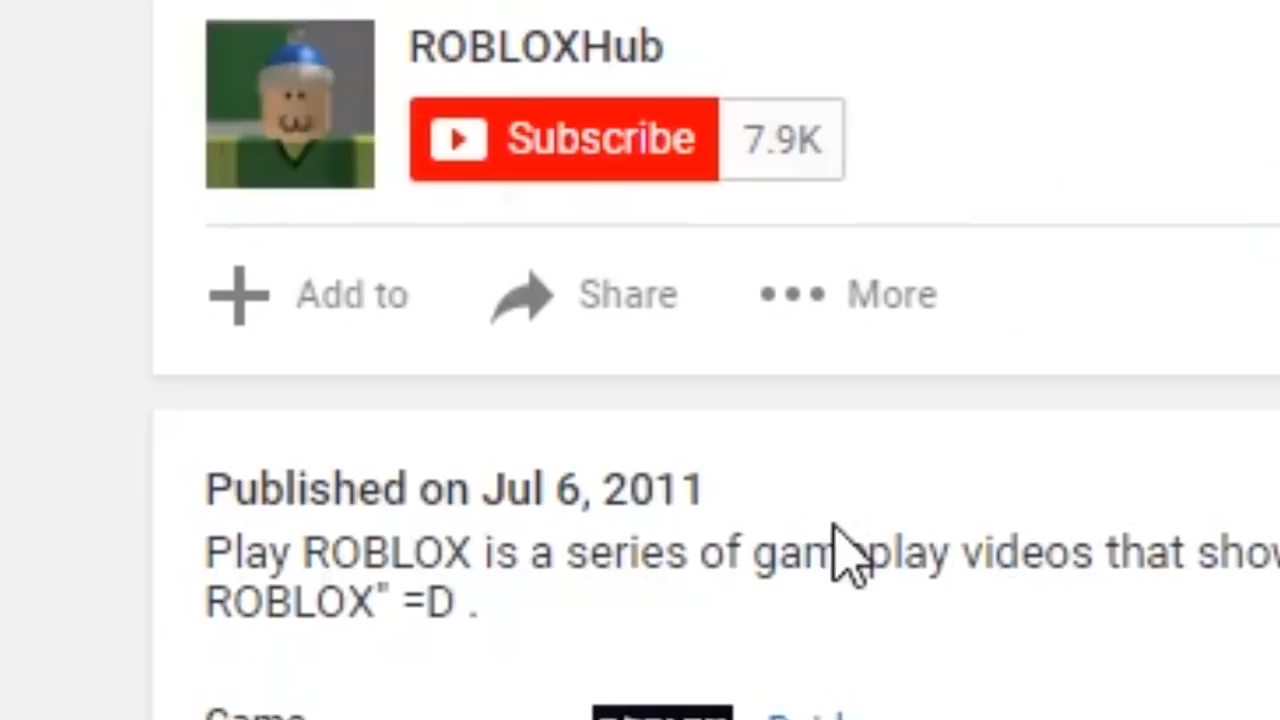 ROBLOXHub
Subscribe 7.9K
Add to Share More
Published on Jul 6, 2011
Play ROBLOX is a series of gameplay videos that show
ROBLOX" =D .
Game